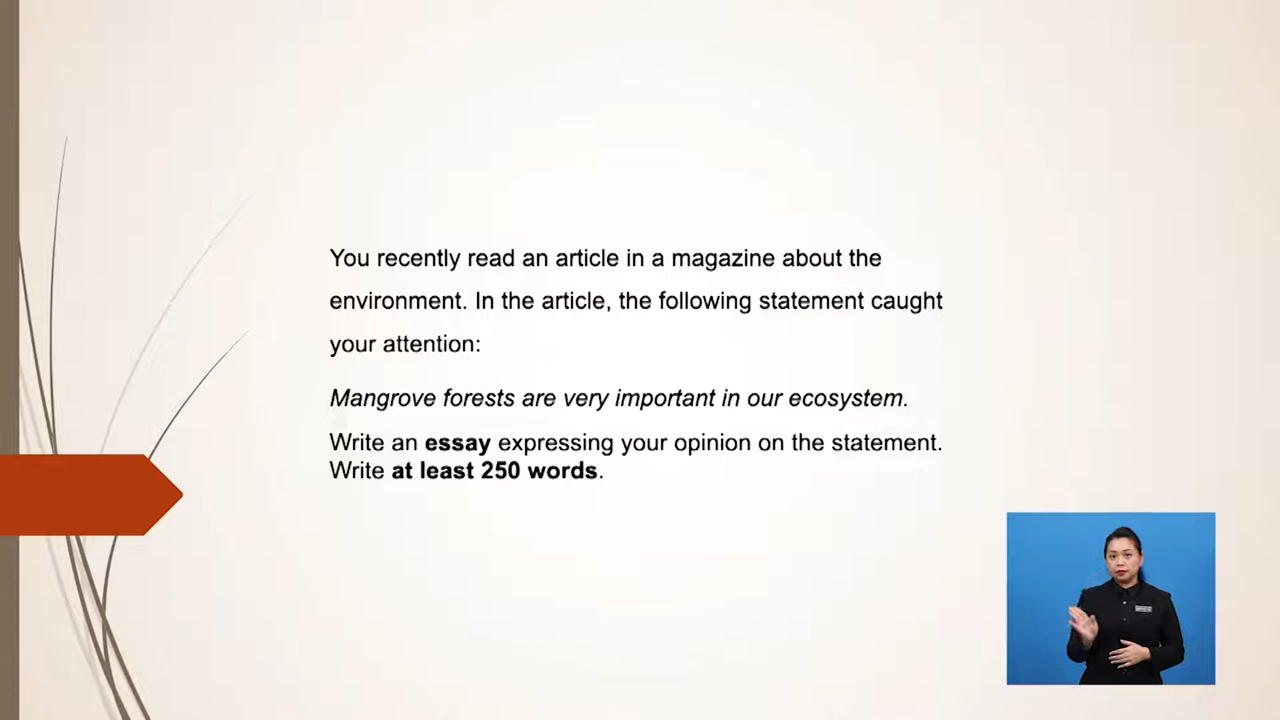 You recently read an article in a magazine about the
environment. In the article, the following statement caught
your attention:
Mangrove forests are very important in our ecosystem.
Write an essay expressing your opinion on the statement.
Write at least 250 words.